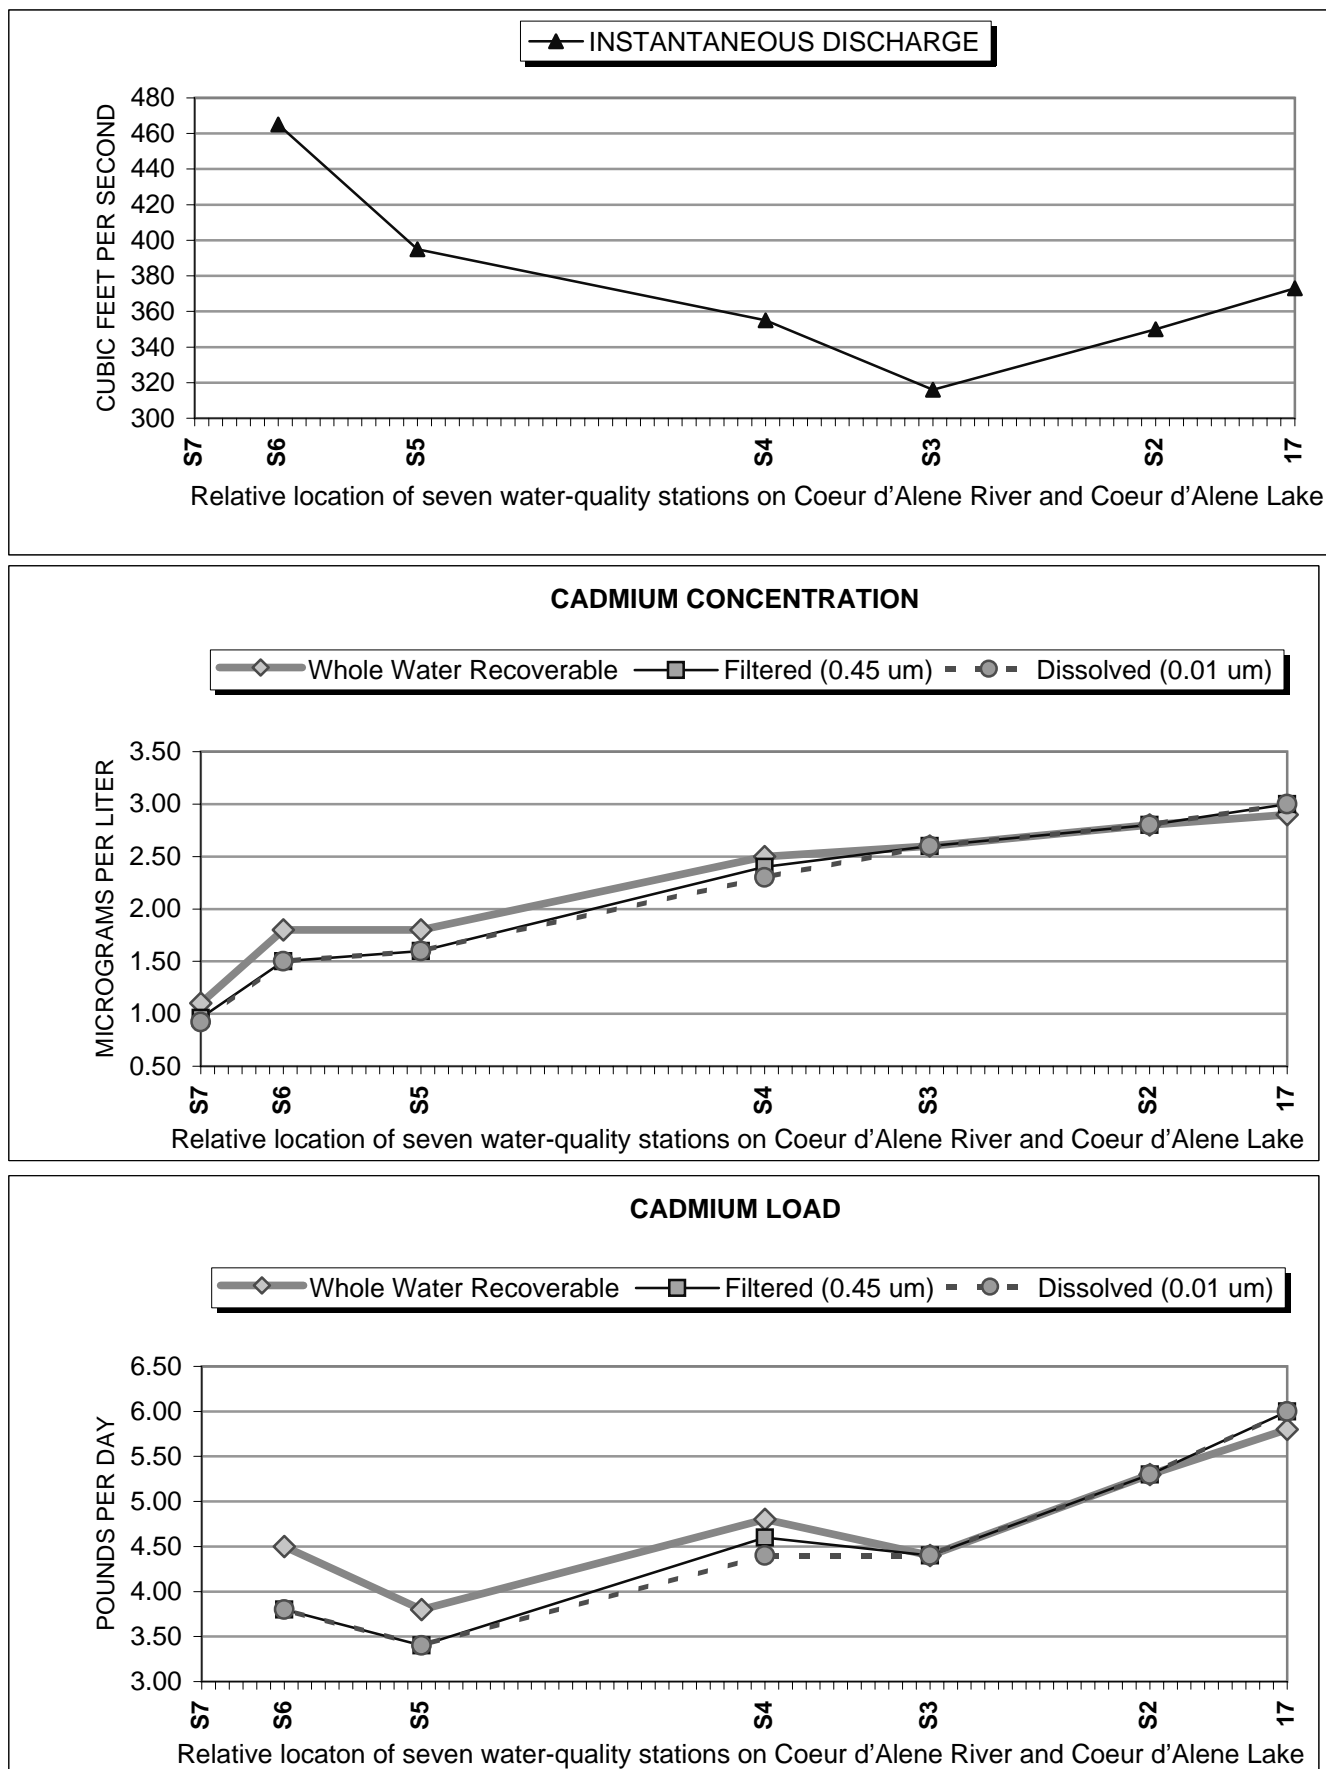 INSTANTANEOUS DISCHARGE
CUBIC FEET PER SECOND
480
460
440
420
400
380
360
340
320
300
S7 S6 S5 S4 S3 S2 17
Relative location of seven water-quality stations on Coeur d'Alene River and Coeur d'Alene Lake
CADMIUM CONCENTRATION
Whole Water Recoverable Filtered (0.45 um) Dissolved (0.01 um)
MICROGRAMS PER LITER
3.50
3.00
2.50
2.00
1.50
1.00
0.50
S7 S6 S5 S4 S3 S2 17
Relative location of seven water-quality stations on Coeur d'Alene River and Coeur d'Alene Lake
CADMIUM LOAD
Whole Water Recoverable Filtered (0.45 um) Dissolved (0.01 um)
POUNDS PER DAY
6.50
6.00
5.50
5.00
4.50
4.00
3.50
3.00
S7 S6 S5 S4 S3 S2 17
Relative locaton of seven water-quality stations on Coeur d'Alene River and Coeur d'Alene Lake